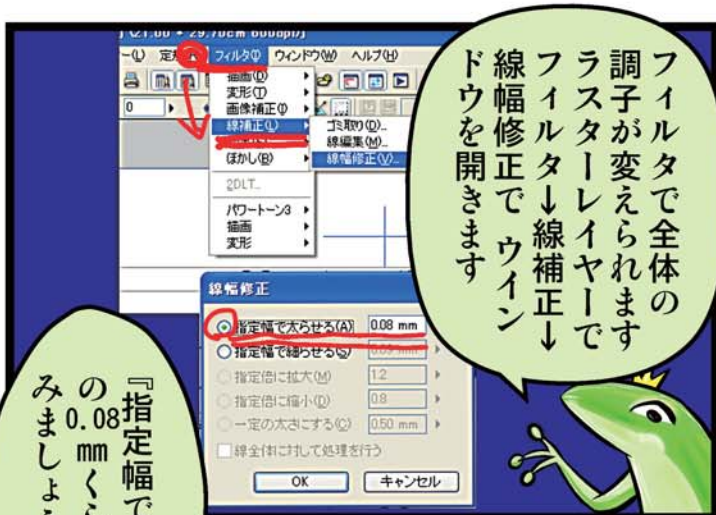 フィルタで全体の
調子が変えられます
ラスターレイヤーで
フィルタ→線補正→
線幅修正で ウイン
ドウを開きます
フィルタ(I) ウィンドウ(W) ヘルプ(H)
描画(D)
変形(T)
画像補正(I)
線補正(L)
ゴミ取り(D)...
線編集(M)...
線幅修正(V)...
ぼかし(B)
2DLT...
パワートーン3
描画
変形
線幅修正
指定幅で太らせる(A) 0.08 mm
指定幅で細らせる(S) 0.09 mm
指定倍に拡大(M) 1.2
指定倍に縮小(D) 0.8
一定の太さにする(C) 0.50 mm
線全体に対して処理を行う
OK キャンセル
『指定幅で
の0.08mmくら
みましょう